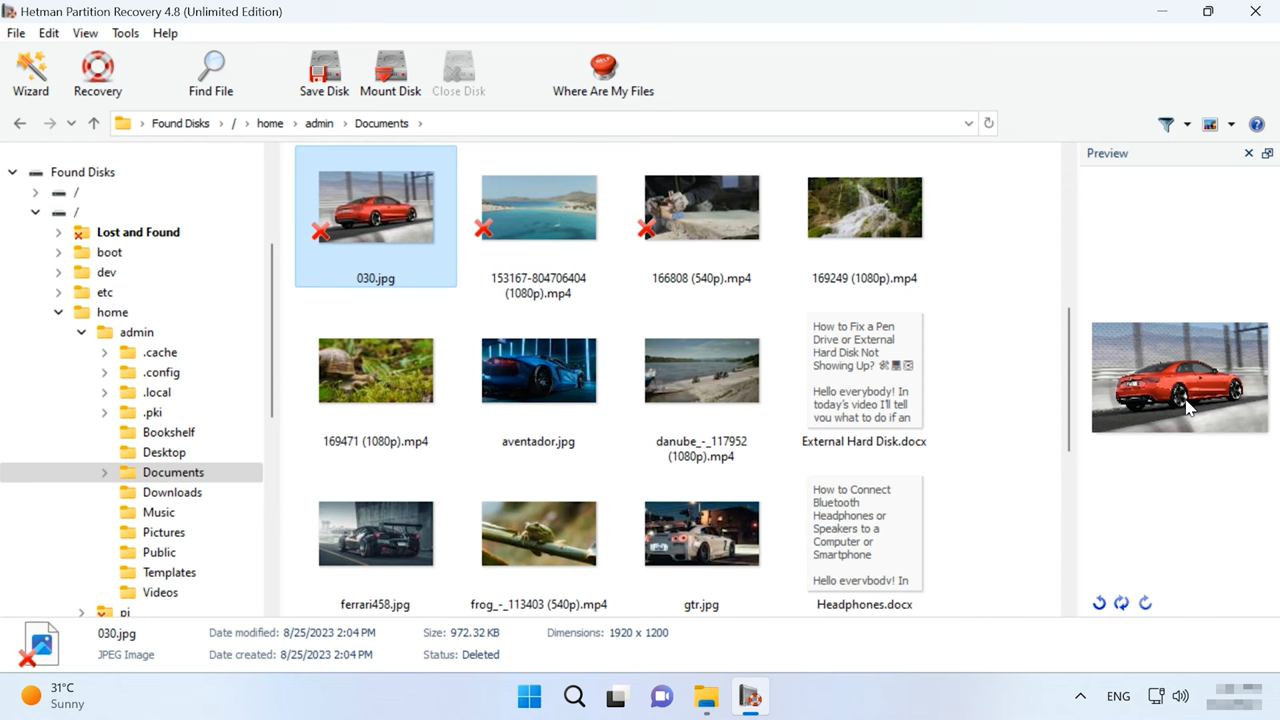 Hetman Partition Recovery 4.8 (Unlimited Edition)
File Edit View Tools Help
Wizard Recovery Find File Save Disk Mount Disk Close Disk Where Are My Files
Found Disks › / › home › admin › Documents ›
Preview
Found Disks
/
/
Lost and Found
boot
dev
etc
home
admin
.cache
.config
.local
.pki
Bookshelf
Desktop
Documents
Downloads
Music
Pictures
Public
Templates
Videos
pi
030.jpg
153167-804706404
(1080p).mp4
166808 (540p).mp4
169249 (1080p).mp4
169471 (1080p).mp4
aventador.jpg
danube_-_117952
(1080p).mp4
How to Fix a Pen
Drive or External
Hard Disk Not
Showing Up?
Hello everybody! In
today's video I'll tell
you what to do if an
External Hard Disk.docx
ferrari458.jpg
frog_-_113403 (540p).mp4
gtr.jpg
How to Connect
Bluetooth
Headphones or
Speakers to a
Computer or
Smartphone
Hello everybody! In
Headphones.docx
030.jpg Date modified: 8/25/2023 2:04 PM Size: 972.32 KB Dimensions: 1920 x 1200
JPEG Image Date created: 8/25/2023 2:04 PM Status: Deleted
31°C
Sunny
ENG